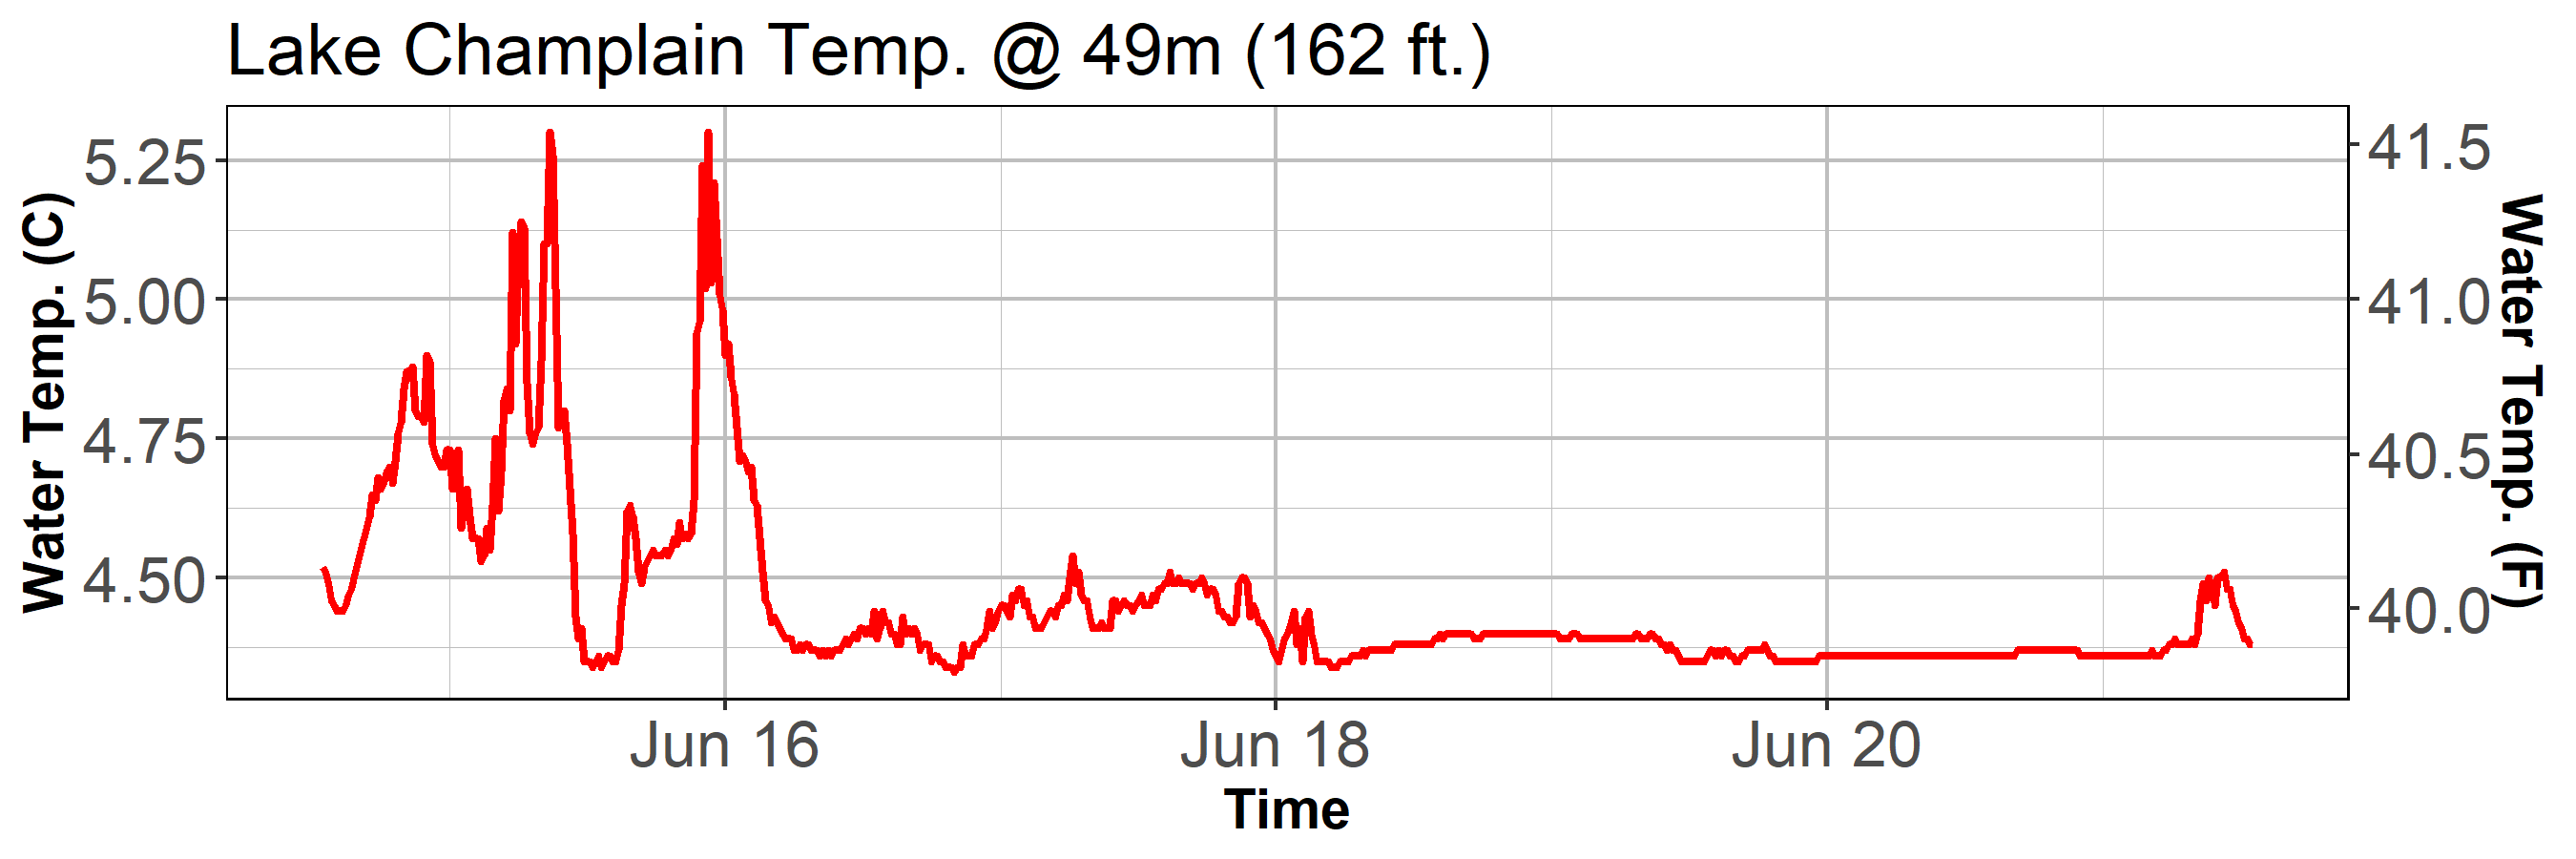 Lake Champlain Temp. @ 49m (162 ft.)
Water Temp. (C)
5.25
5.00
4.75
4.50
41.5
41.0
40.5
40.0
Water Temp. (F)
Jun 16 Jun 18 Jun 20
Time